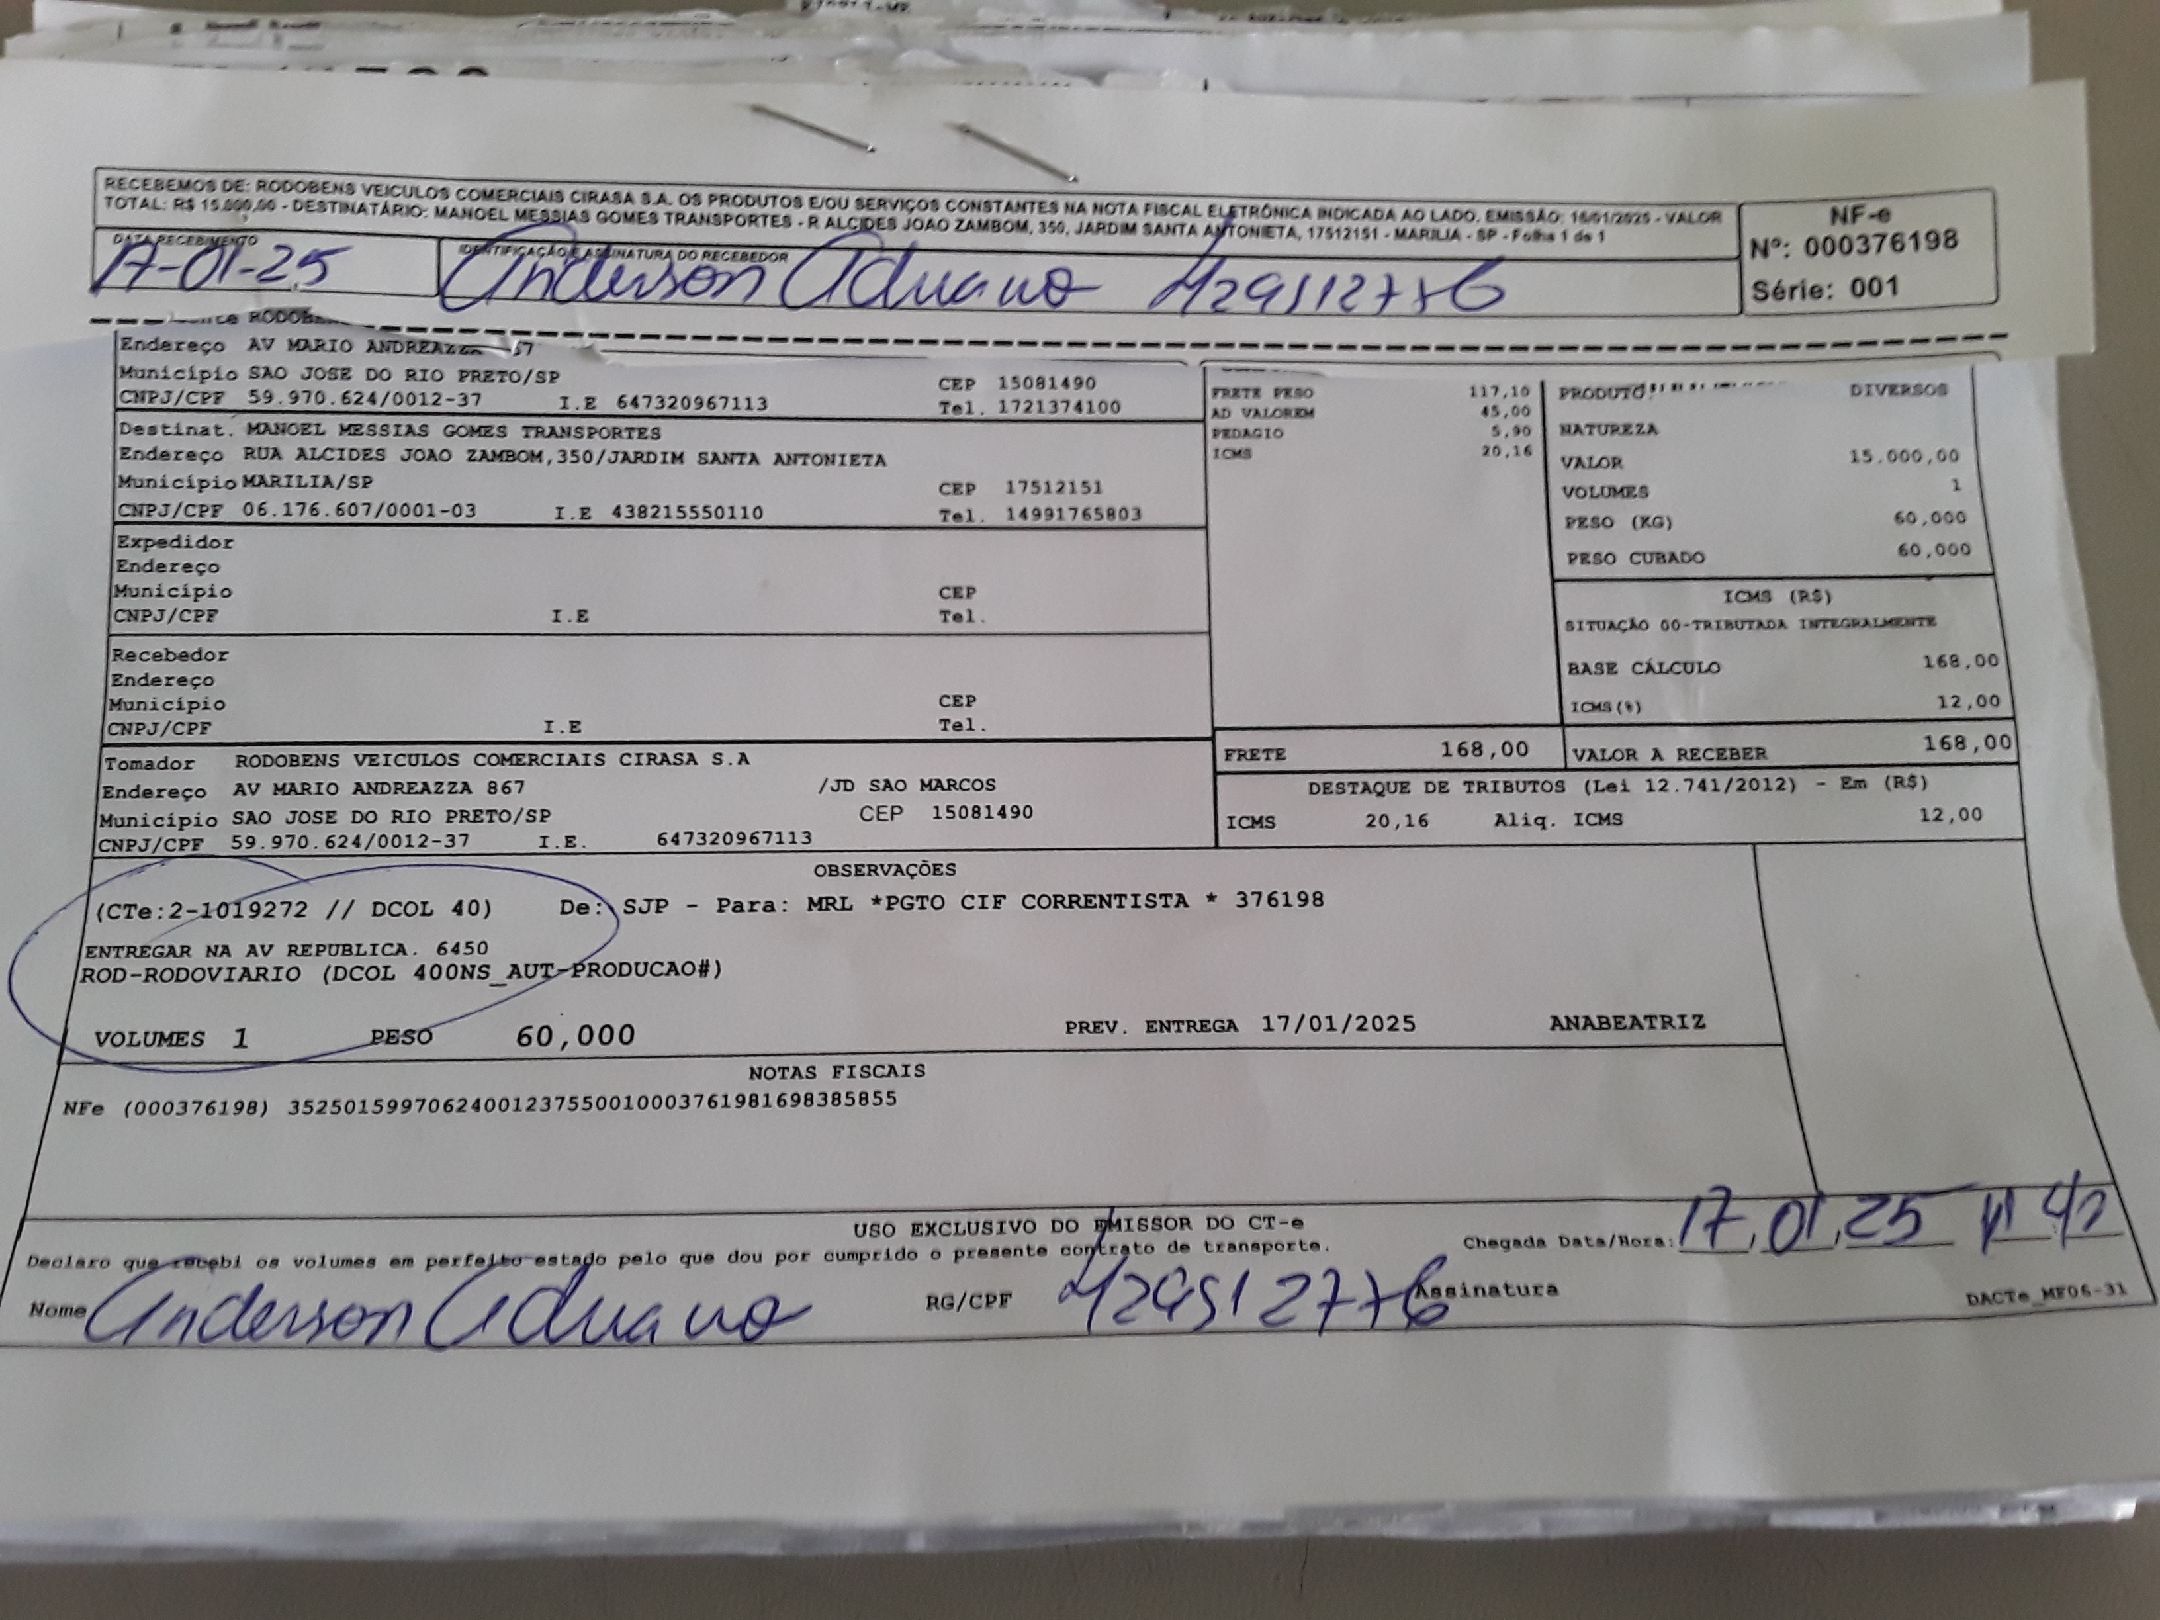 RECEBEMOS DE: RODOBENS VEICULOS COMERCIAIS CIRASA S.A. OS PRODUTOS E/OU SERVIÇOS CONSTANTES NA NOTA FISCAL ELETRÔNICA INDICADA AO LADO. EMISSÃO: 16/01/2025 - VALOR
TOTAL: R$ 15.000,00 - DESTINATÁRIO: MANOEL MESSIAS GOMES TRANSPORTES - R ALCIDES JOAO ZAMBOM, 350, JARDIM SANTA ANTONIETA, 17512151 - MARILIA - SP - Folha 1 de 1
NF-e
Nº: 000376198
Série: 001
DATA RECEBIMENTO
17-01-25
IDENTIFICAÇÃO E ASSINATURA DO RECEBEDOR
Anderson Aduano 429512776
Endereço AV MARIO ANDREAZZA 867
Município SAO JOSE DO RIO PRETO/SP CEP 15081490
CNPJ/CPF 59.970.624/0012-37 I.E 647320967113 Tel. 1721374100
Destinat. MANOEL MESSIAS GOMES TRANSPORTES
Endereço RUA ALCIDES JOAO ZAMBOM,350/JARDIM SANTA ANTONIETA
Município MARILIA/SP CEP 17512151
CNPJ/CPF 06.176.607/0001-03 I.E 438215550110 Tel. 14991765803
Expedidor
Endereço
Município CEP
CNPJ/CPF I.E Tel.
Recebedor
Endereço
Município CEP
CNPJ/CPF I.E Tel.
Tomador RODOBENS VEICULOS COMERCIAIS CIRASA S.A
Endereço AV MARIO ANDREAZZA 867 /JD SAO MARCOS
Município SAO JOSE DO RIO PRETO/SP CEP 15081490
CNPJ/CPF 59.970.624/0012-37 I.E. 647320967113
FRETE PESO 117,10
AD VALOREM 45,00
PEDAGIO 5,90
ICMS 20,16
PRODUTO DIVERSOS
NATUREZA
VALOR 15.000,00
VOLUMES 1
PESO (KG) 60,000
PESO CUBADO 60,000
ICMS (R$)
SITUAÇÃO 00-TRIBUTADA INTEGRALMENTE
BASE CÁLCULO 168,00
ICMS(%) 12,00
FRETE 168,00 VALOR A RECEBER 168,00
DESTAQUE DE TRIBUTOS (Lei 12.741/2012) - Em (R$)
ICMS 20,16 Aliq. ICMS 12,00
OBSERVAÇÕES
(CTe:2-1019272 // DCOL 40) De: SJP - Para: MRL *PGTO CIF CORRENTISTA * 376198
ENTREGAR NA AV REPUBLICA. 6450
ROD-RODOVIARIO (DCOL 400NS_AUT-PRODUCAO#)
VOLUMES 1 PESO 60,000 PREV. ENTREGA 17/01/2025 ANABEATRIZ
NOTAS FISCAIS
NFe (000376198) 35250159970624001237550010003761981698385855
USO EXCLUSIVO DO EMISSOR DO CT-e
Declaro que recebi os volumes em perfeito estado pelo que dou por cumprido o presente contrato de transporte.
Chegada Data/Hora: 17,01,25
Nome Anderson Aduano RG/CPF 429512776 Assinatura
DACTe_MF06-31